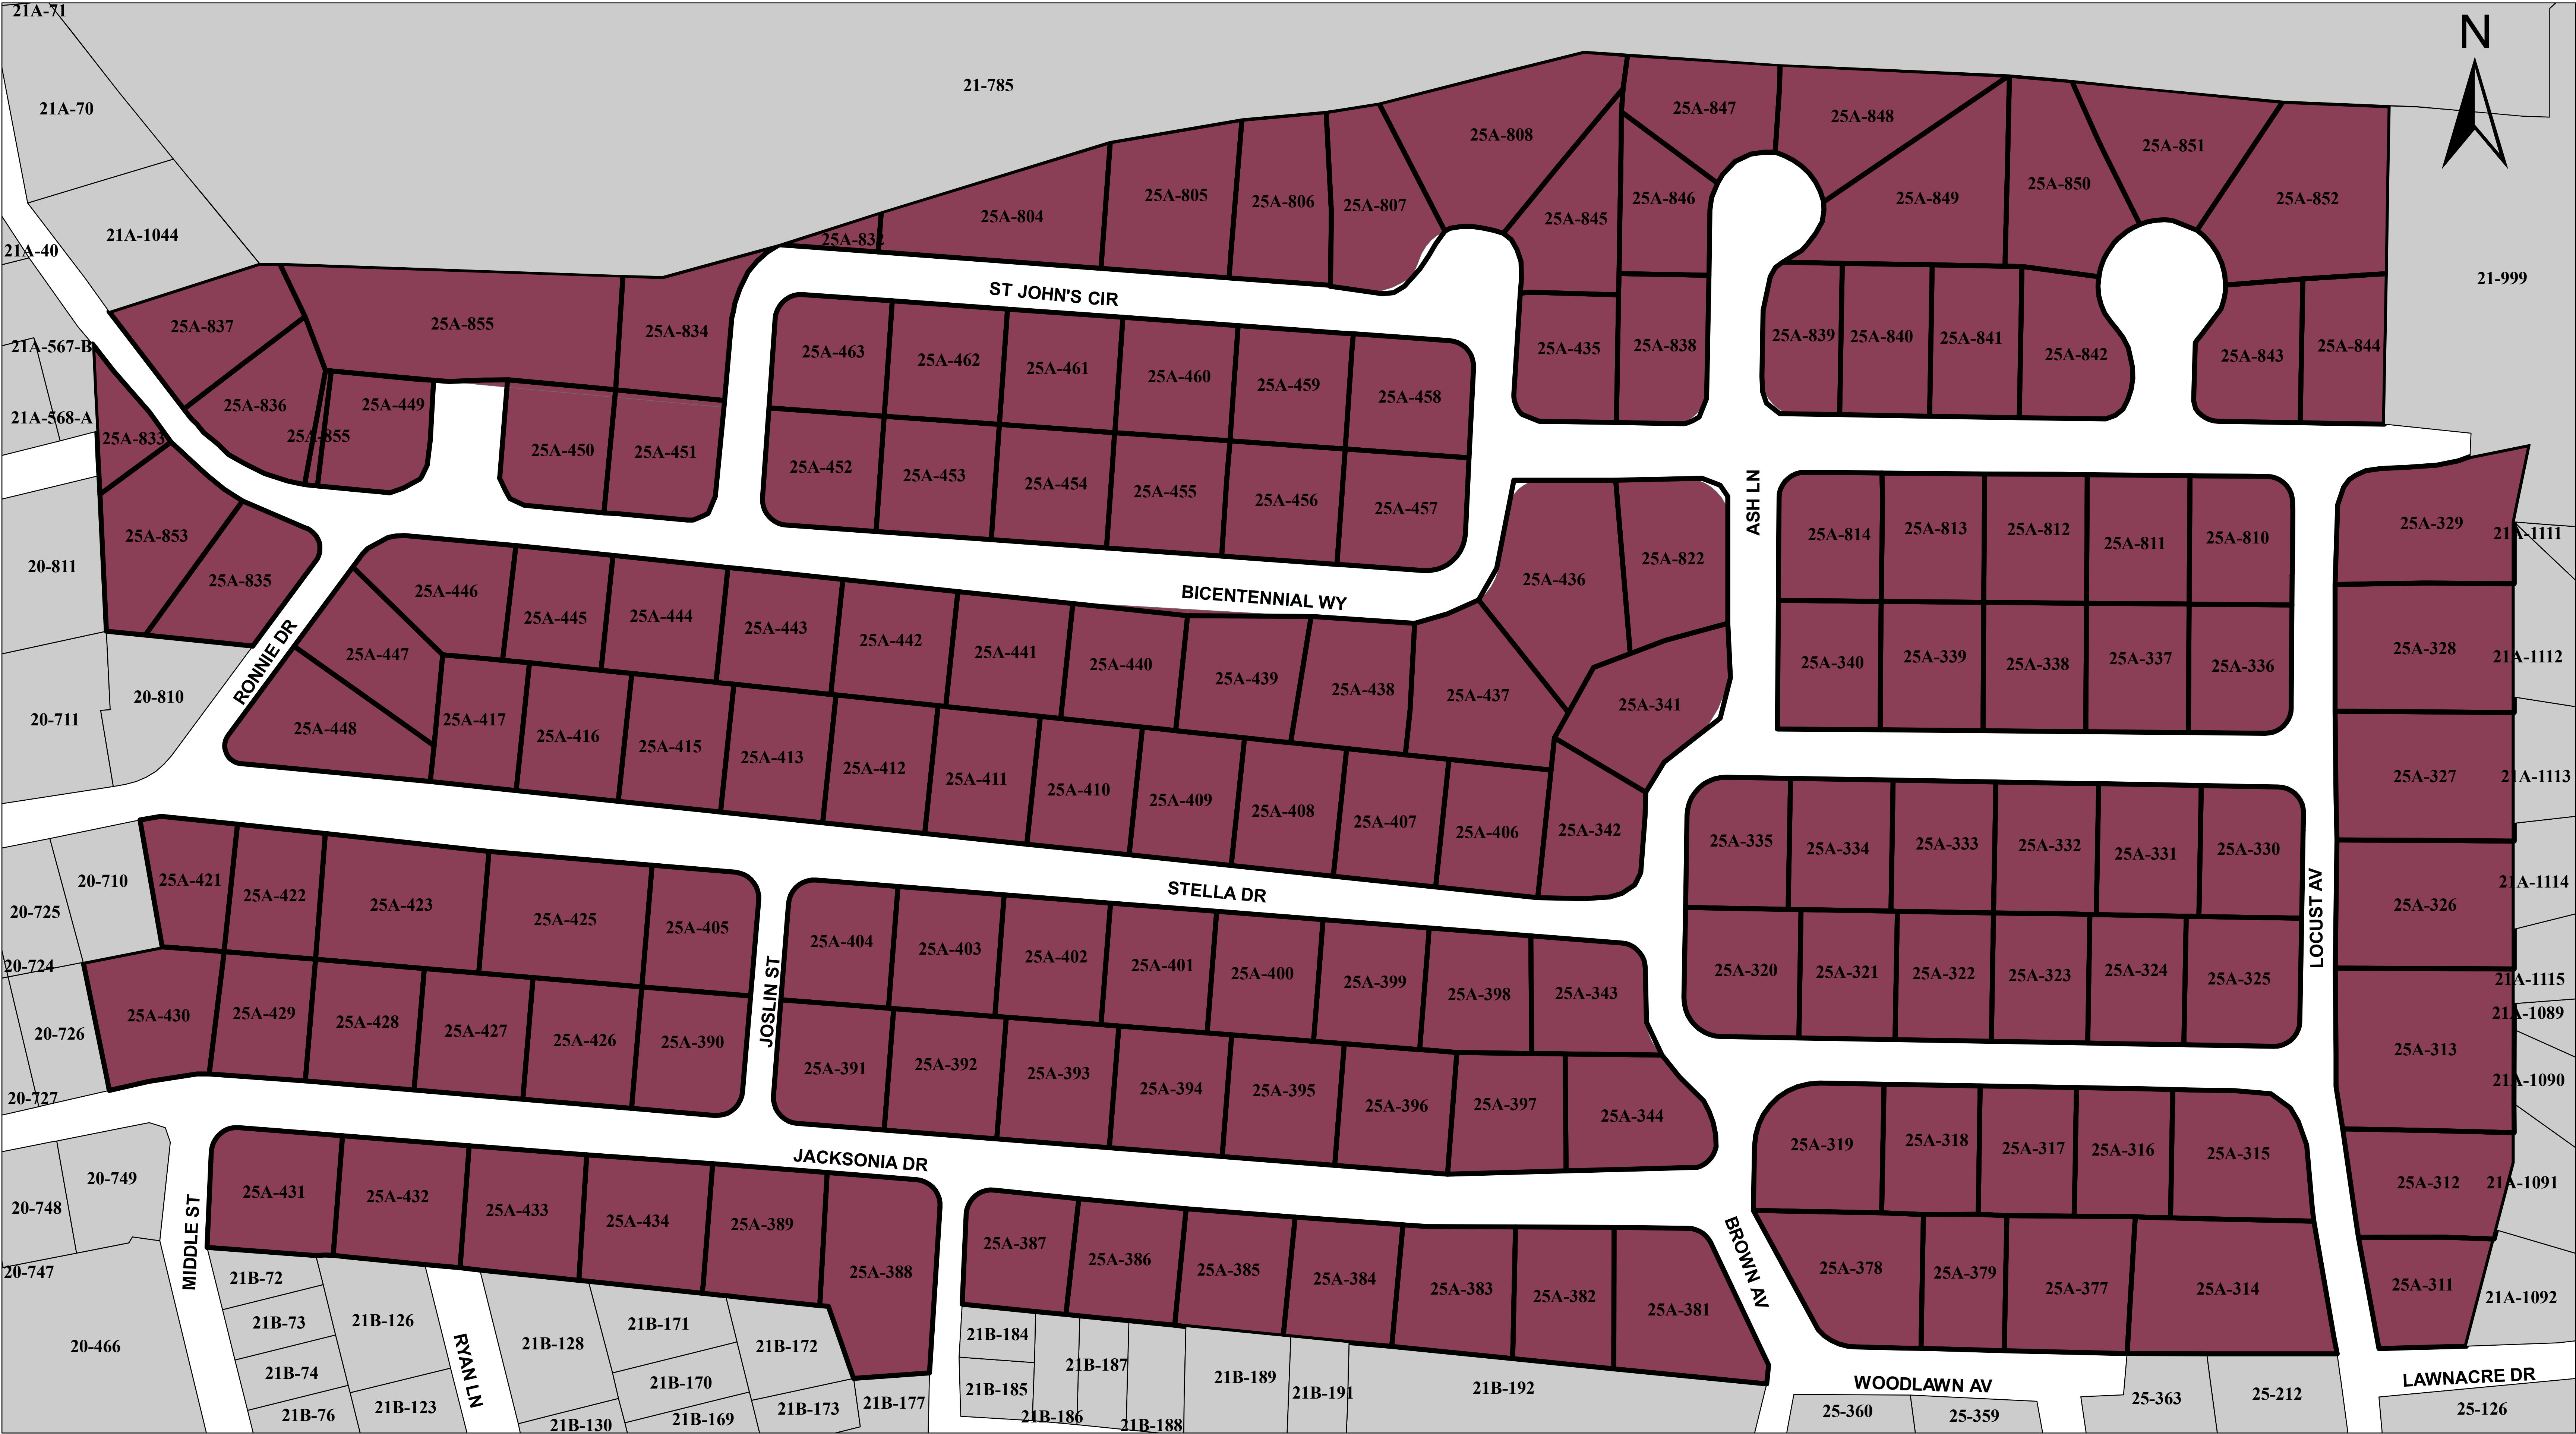 21A-71
N
21-785
21A-70
25A-847
25A-848
25A-808
25A-851
25A-805
25A-806
25A-807
25A-846
25A-849
25A-850
25A-852
25A-804
25A-845
21A-1044
25A-832
21A-40
21-999
ST JOHN'S CIR
25A-837
25A-855
25A-834
25A-839
25A-840
25A-841
25A-842
25A-843
25A-844
25A-435
25A-838
21A-567-B
25A-463
25A-462
25A-461
25A-460
25A-459
25A-458
25A-836
25A-449
21A-568-A
25A-833
25A-855
25A-450
25A-451
25A-452
25A-453
25A-454
25A-455
25A-456
25A-457
ASH LN
25A-814
25A-813
25A-812
25A-811
25A-810
25A-329
21A-1111
25A-853
20-811
25A-835
25A-436
25A-822
BICENTENNIAL WY
25A-446
25A-445
25A-444
25A-443
25A-442
25A-441
25A-440
25A-439
25A-438
25A-437
25A-447
RONNIE DR
25A-340
25A-339
25A-338
25A-337
25A-336
25A-328
21A-1112
20-810
20-711
25A-448
25A-417
25A-416
25A-415
25A-413
25A-412
25A-411
25A-410
25A-409
25A-408
25A-407
25A-406
25A-342
25A-341
25A-327
21A-1113
25A-335
25A-334
25A-333
25A-332
25A-331
25A-330
20-710
25A-421
25A-422
25A-423
25A-425
25A-405
STELLA DR
LOCUST AV
25A-326
21A-1114
20-725
25A-404
25A-403
25A-402
25A-401
25A-400
25A-399
25A-398
25A-343
20-724
25A-320
25A-321
25A-322
25A-323
25A-324
25A-325
21A-1115
JOSLIN ST
25A-430
25A-429
25A-428
25A-427
25A-426
25A-390
20-726
21A-1089
25A-313
25A-391
25A-392
25A-393
25A-394
25A-395
25A-396
25A-397
25A-344
21A-1090
20-727
25A-319
25A-318
25A-317
25A-316
25A-315
JACKSONIA DR
20-749
20-748
25A-431
25A-432
25A-433
25A-434
25A-389
25A-312
21A-1091
MIDDLE ST
25A-388
25A-387
25A-386
25A-385
25A-384
25A-383
25A-382
25A-381
BROWN AV
25A-378
25A-379
25A-377
25A-314
25A-311
21A-1092
20-747
21B-72
21B-73
21B-126
RYAN LN
21B-128
21B-171
21B-172
21B-184
20-466
21B-74
21B-170
21B-187
21B-189
21B-185
21B-191
21B-192
WOODLAWN AV
LAWNACRE DR
25-363
25-212
21B-76
21B-123
21B-130
21B-169
21B-173
21B-177
21B-186
21B-188
25-360
25-359
25-126